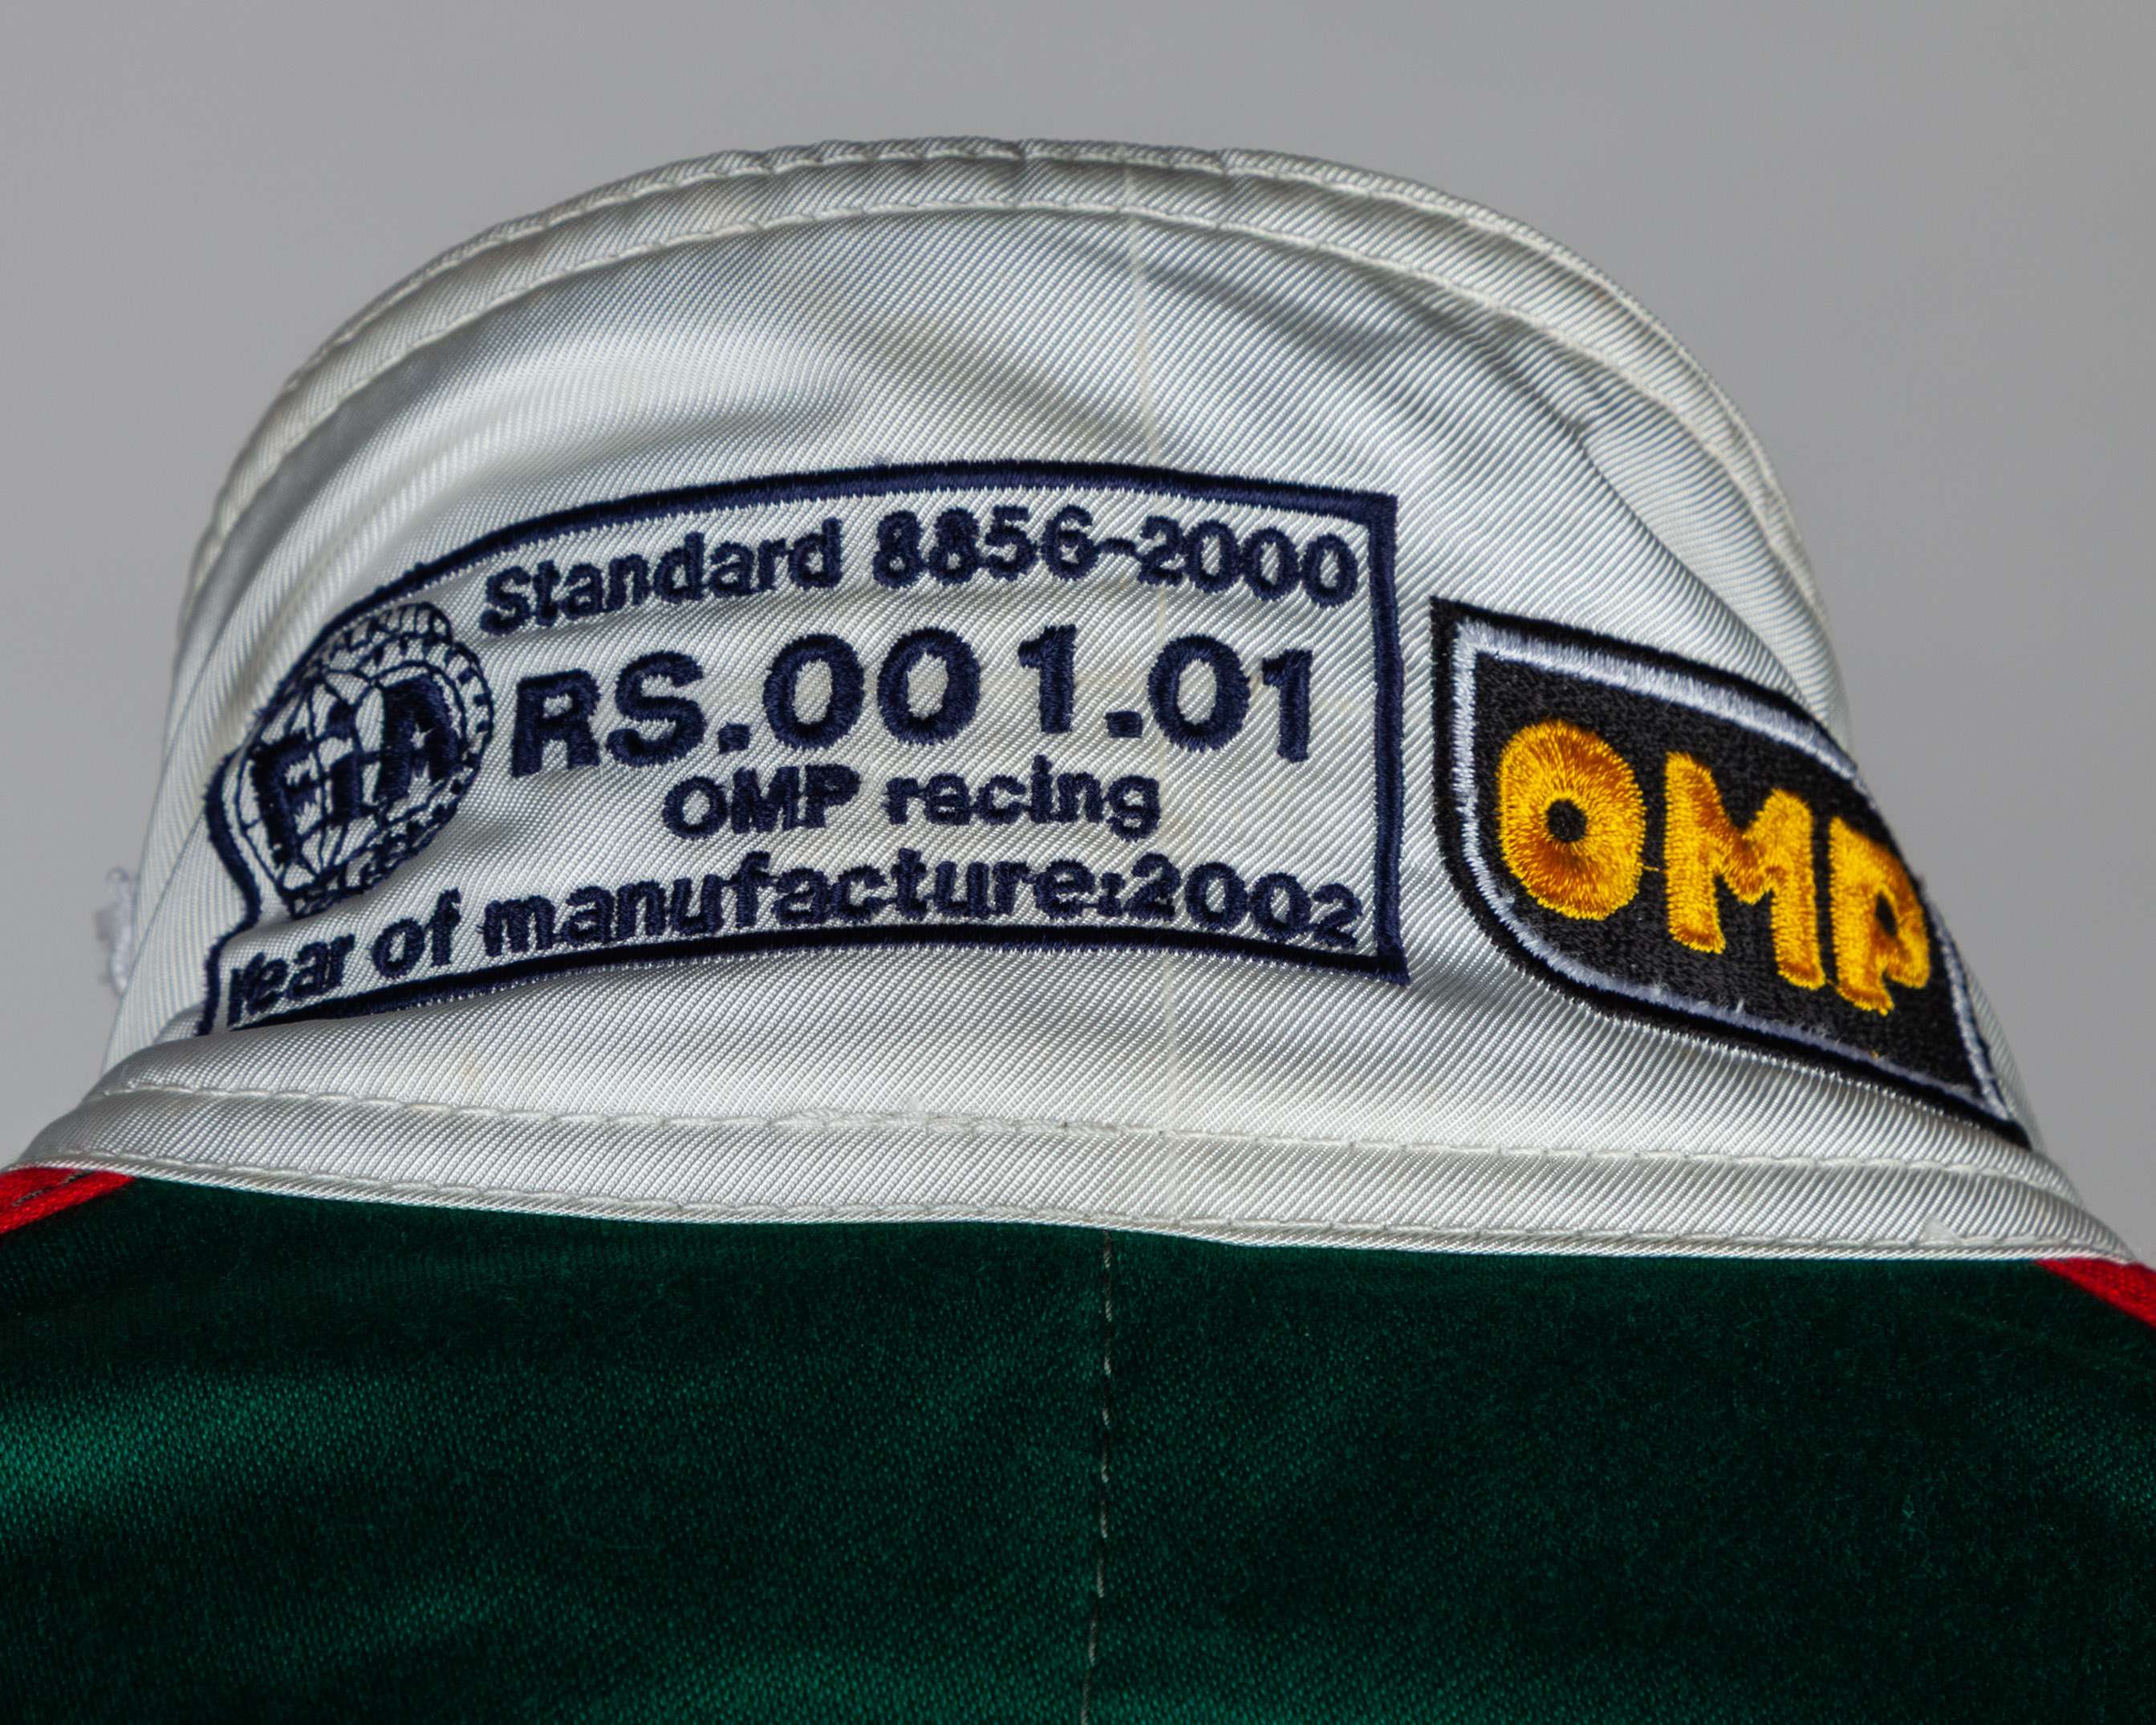 Standard 8856-2000
FIA
RS.001.01
OMP racing
Year of manufacture:2002
OMP